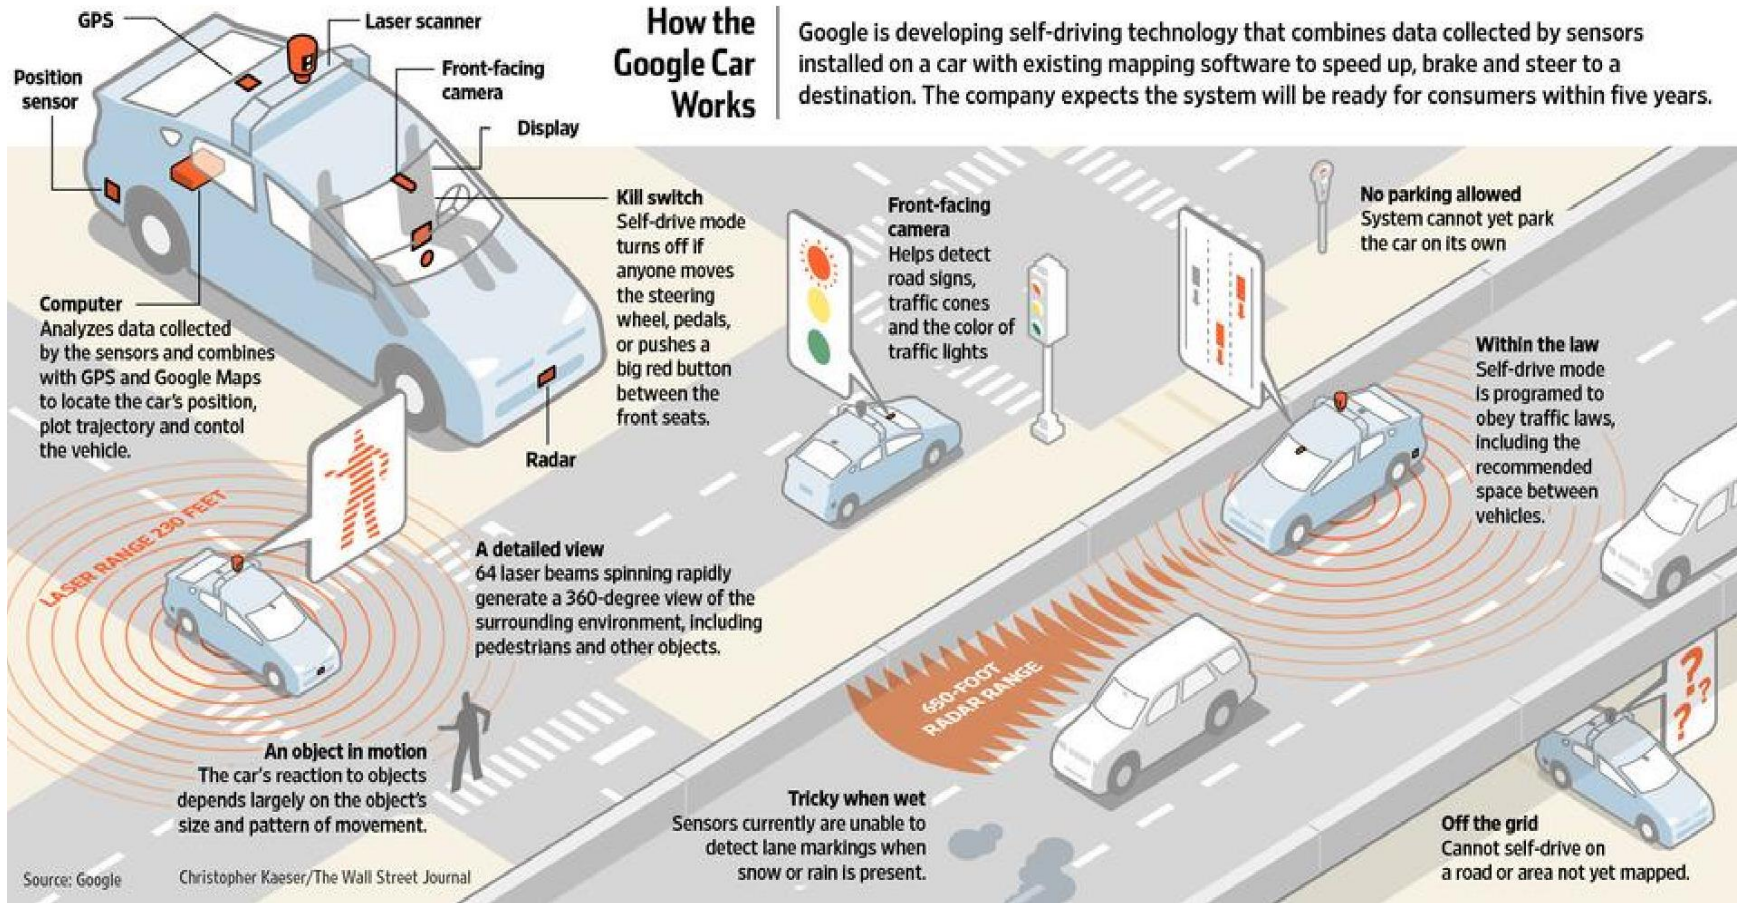 How the
Google Car
Works
Google is developing self-driving technology that combines data collected by sensors
installed on a car with existing mapping software to speed up, brake and steer to a
destination. The company expects the system will be ready for consumers within five years.
GPS
Laser scanner
Position
sensor
Front-facing
camera
Display
Kill switch
Self-drive mode
turns off if
anyone moves
the steering
wheel, pedals,
or pushes a
big red button
between the
front seats.
Computer
Analyzes data collected
by the sensors and combines
with GPS and Google Maps
to locate the car's position,
plot trajectory and contol
the vehicle.
Radar
Front-facing
camera
Helps detect
road signs,
traffic cones
and the color of
traffic lights
No parking allowed
System cannot yet park
the car on its own
Within the law
Self-drive mode
is programed to
obey traffic laws,
including the
recommended
space between
vehicles.
LASER RANGE 230 FEET
A detailed view
64 laser beams spinning rapidly
generate a 360-degree view of the
surrounding environment, including
pedestrians and other objects.
650-FOOT
RADAR RANGE
An object in motion
The car's reaction to objects
depends largely on the object's
size and pattern of movement.
Tricky when wet
Sensors currently are unable to
detect lane markings when
snow or rain is present.
? ? ?
Off the grid
Cannot self-drive on
a road or area not yet mapped.
Source: Google
Christopher Kaeser/The Wall Street Journal